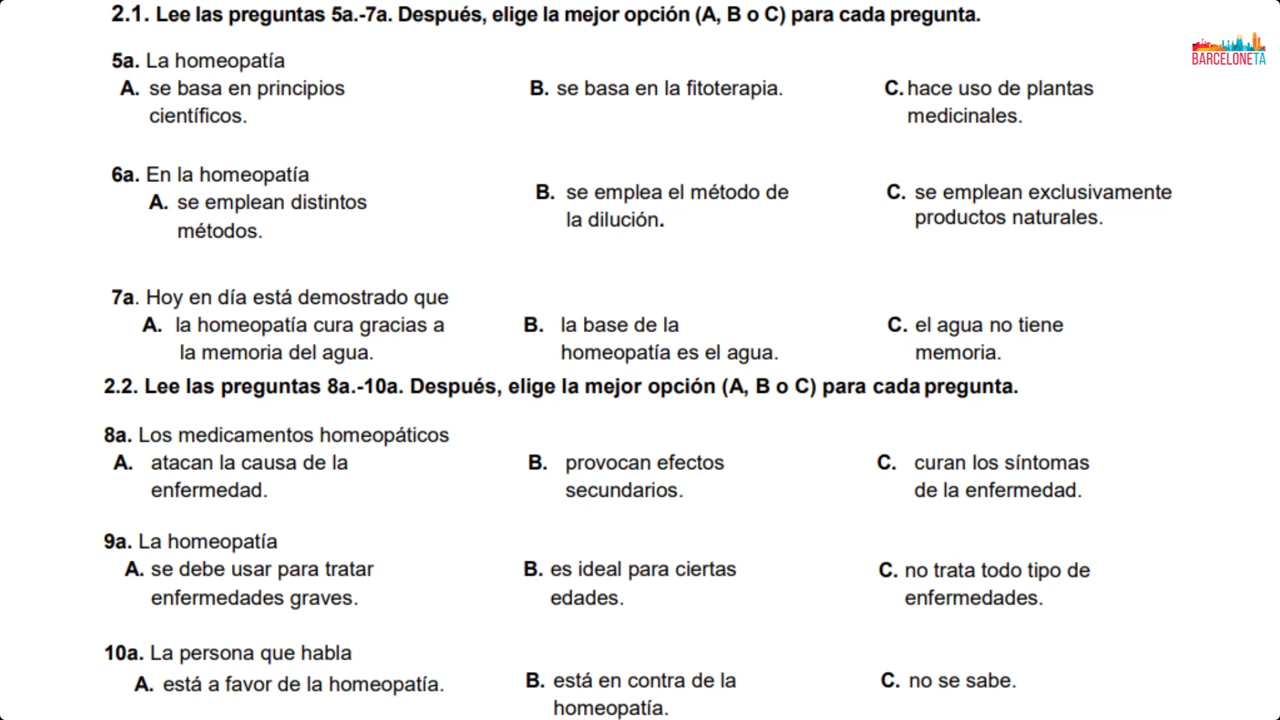 2.1. Lee las preguntas 5a.-7a. Después, elige la mejor opción (A, B o C) para cada pregunta.
BARCELONETA
5a. La homeopatía
A. se basa en principios
científicos.
B. se basa en la fitoterapia.
C. hace uso de plantas
medicinales.
6a. En la homeopatía
A. se emplean distintos
métodos.
B. se emplea el método de
la dilución.
C. se emplean exclusivamente
productos naturales.
7a. Hoy en día está demostrado que
A. la homeopatía cura gracias a
la memoria del agua.
B. la base de la
homeopatía es el agua.
C. el agua no tiene
memoria.
2.2. Lee las preguntas 8a.-10a. Después, elige la mejor opción (A, B o C) para cada pregunta.
8a. Los medicamentos homeopáticos
A. atacan la causa de la
enfermedad.
B. provocan efectos
secundarios.
C. curan los síntomas
de la enfermedad.
9a. La homeopatía
A. se debe usar para tratar
enfermedades graves.
B. es ideal para ciertas
edades.
C. no trata todo tipo de
enfermedades.
10a. La persona que habla
A. está a favor de la homeopatía.
B. está en contra de la
homeopatía.
C. no se sabe.